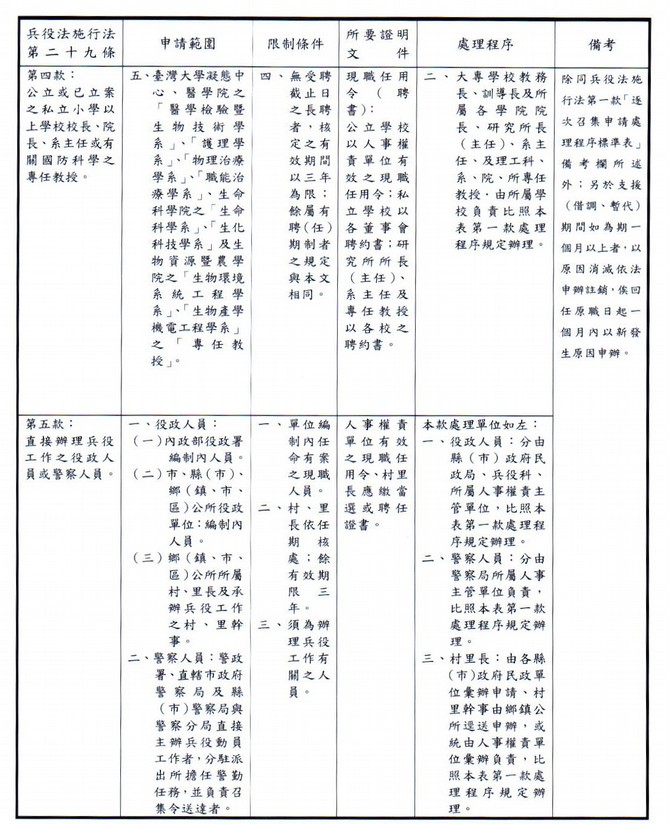 兵役法施行法
第二十九條
申請範圍
限制條件
所要證明
文件
處理程序
備考
第四款：
公立或已立案
之私立小學以
上學校校長、院
長、系主任或有
關國防科學之
專任教授。
五、臺灣大學凝態中
心、醫學院之
「醫學檢驗暨
生物技術學
系」、「護理學
系」、「物理治療
學系」、「職能治
療學系」、生命
科學院之「生命
科學系」、「生化
科技學系」及生
物資源暨農學
院之「生物環境
系統工程學
系」、「生物產學
機電工程學系」
之「專任教
授」。
四、無受聘
截止日
之長聘
者，核
定之有
效期間
以三年
為限；
餘屬有
聘(任)
期制者
之規定
與本文
相同。
現職任用
令（聘
書）：
公立學校
以人事權
責單位有
效之現職
任用令；私
立學校以
各董事會
聘約書；研
究所所長
（主任）、
系主任及
專任教授
以各校之
聘約書。
二、大專學校教務
長、訓導長及所
屬各學院院
長、研究所長
（主任）、系主
任、及理工科、
系、院、所專任
教授，由所屬學
校負責比照本
表第一款處理
程序規定辦理。
除同兵役法施
行法第一款「逐
次召集申請處
理程序標準表」
備考欄所述
外；另於支援
（借調、暫代）
期間如為期一
個月以上者，以
原因消滅依法
申辦註銷，俟回
任原職日起一
個月內以新發
生原因申辦。
第五款：
直接辦理兵役
工作之役政人
員或警察人員。
一、役政人員：
（一）內政部役政署
編制內人員。
（二）市、縣(市)、
鄉（鎮、市、
區）公所役政
單位：編制內
人員。
（三）鄉（鎮、市、
區）公所所屬
村、里長及承
辦兵役工作
之村、里幹
事。
二、警察人員：警政
署、直轄市政府
警察局及縣
（市）警察局與
警察分局直接
主辦兵役動員
工作者，分駐派
出所擔任警勤
任務，並負責召
集令送達者。
一、單位編
制內任
命有案
之現職
人員。
二、村、里
長依任
期核
處；餘
有效期
限三
年。
三、須為辦
理兵役
工作有
關之人
員。
人事權責
單位有效
之現職任
用令、村里
長應繳當
選或聘任
證書。
本款處理單位如左：
一、役政人員：分由
縣（市）政府民
政局、兵役科、
所屬人事權責主
管單位，比照本
表第一款處理程
序規定辦理。
二、警察人員：分由
警察局所屬人事
主管單位負責，
比照本表第一款
處理程序規定辦
理。
三、村里長：由各縣
(市)政府民政單
位彙辦申請、村
里幹事由鄉鎮公
所逕送申辦，或
統由人事權責單
位彙辦負責，比
照本表第一款處
理程序規定辦
理。